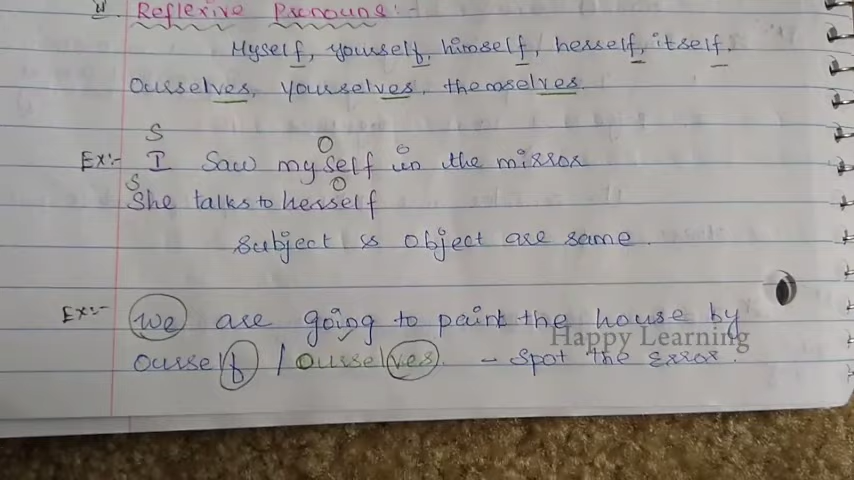 Reflexive Pronouns:-
Myself, yourself, himself, herself, itself.
Ourselves, yourselves, themselves.
S O
Ex:- I Saw myself in the mirror
S O
She talks to herself
Subject & object are same.
Ex:- We are going to paint the house by
ourself / ourselves - Spot the Error.
Happy Learning